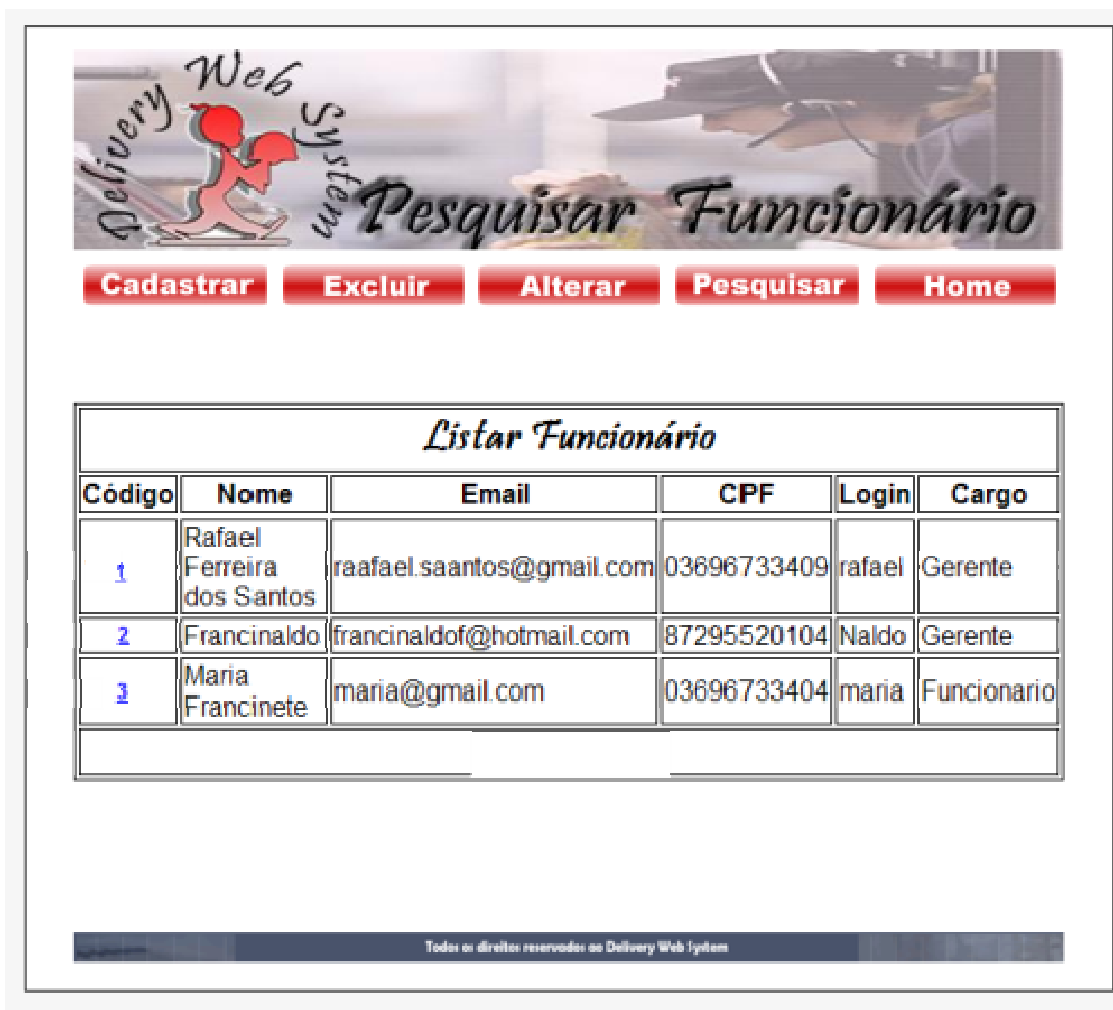 Delivery Web System
Pesquisar Funcionário
Cadastrar Excluir Alterar Pesquisar Home
Listar Funcionário
Código Nome Email CPF Login Cargo
1 Rafael Ferreira dos Santos raafael.saantos@gmail.com 03696733409 rafael Gerente
2 Francinaldo francinaldof@hotmail.com 87295520104 Naldo Gerente
3 Maria Francinete maria@gmail.com 03696733404 maria Funcionario
Todos os direitos reservados ao Delivery Web System